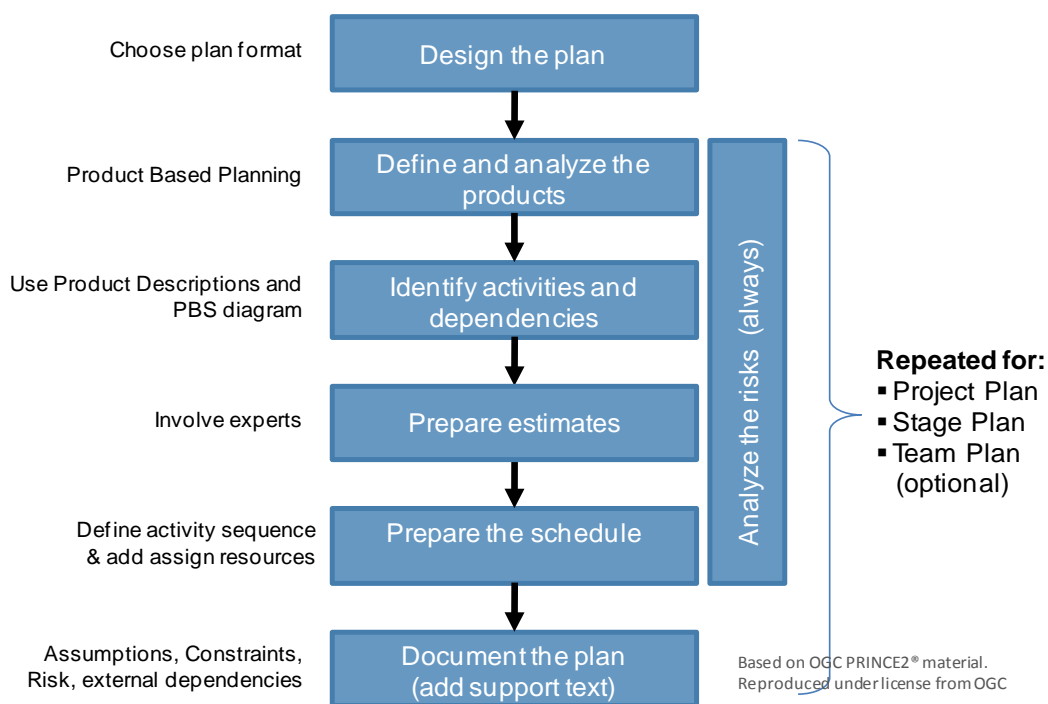 Choose plan format
Design the plan
Product Based Planning
Define and analyze the
products
Use Product Descriptions and
PBS diagram
Identify activities and
dependencies
Involve experts
Prepare estimates
Define activity sequence
& add assign resources
Prepare the schedule
Assumptions, Constraints,
Risk, external dependencies
Document the plan
(add support text)
Analyze the risks (always)
Repeated for:
▪ Project Plan
▪ Stage Plan
▪ Team Plan
(optional)
Based on OGC PRINCE2® material.
Reproduced under license from OGC